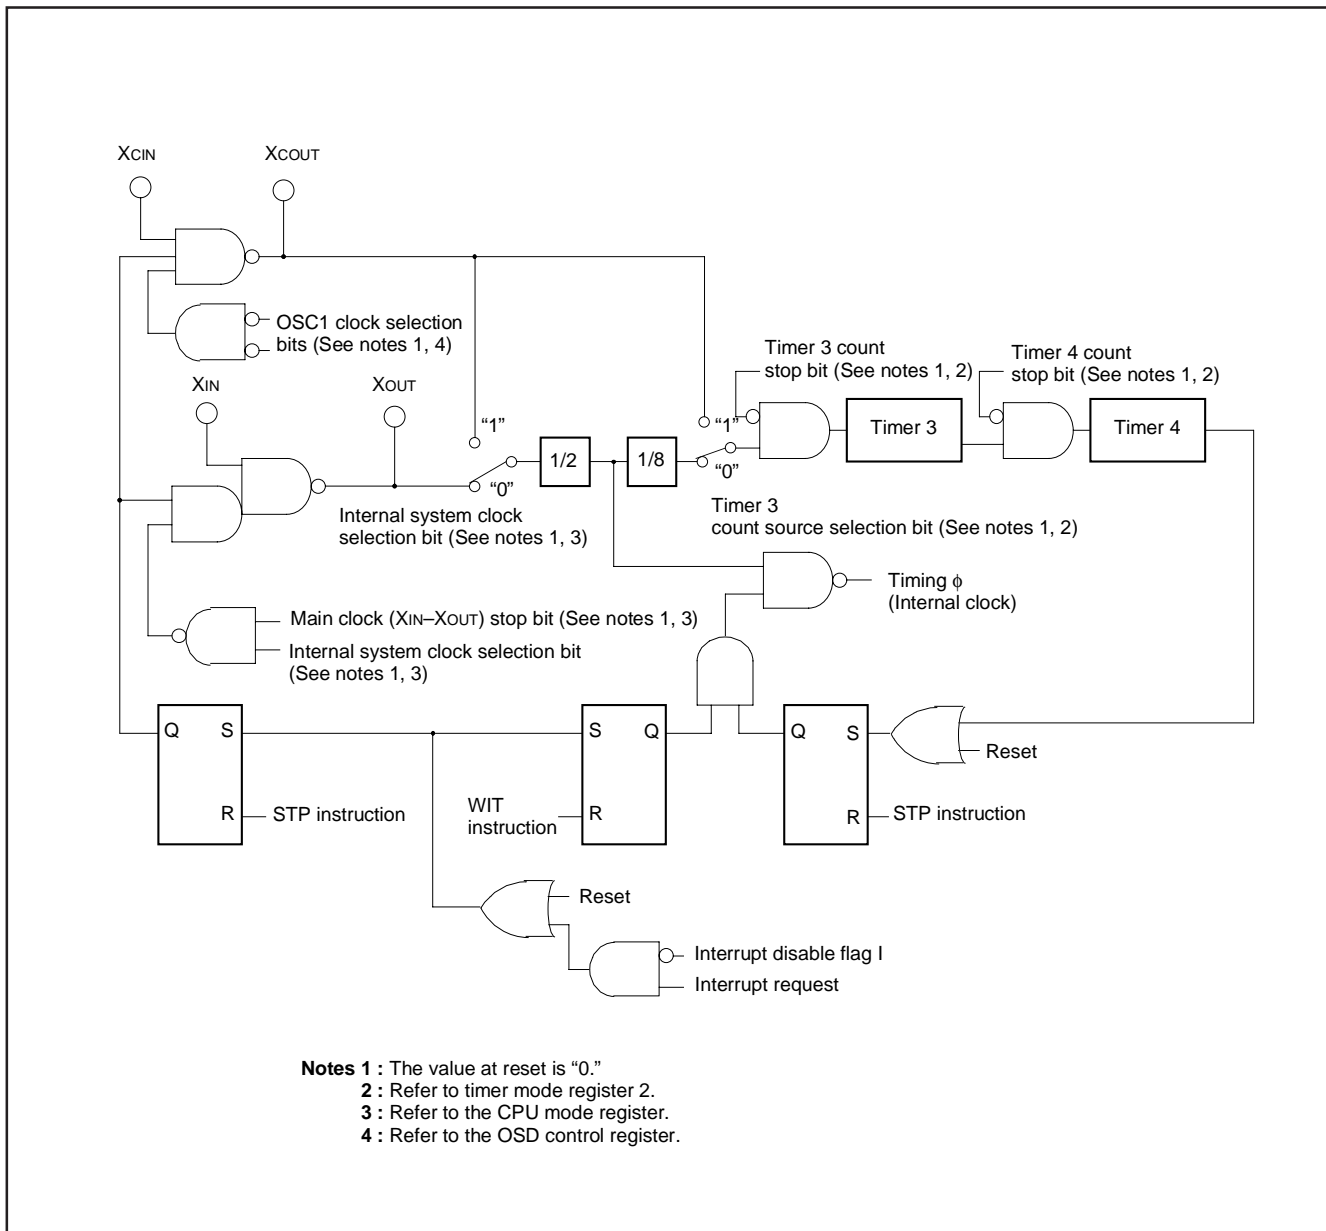 XCIN
XCOUT
OSC1 clock selection
bits (See notes 1, 4)
XIN
XOUT
“1”
“0”
1/2
1/8
“1”
“0”
Timer 3 count
stop bit (See notes 1, 2)
Timer 4 count
stop bit (See notes 1, 2)
Timer 3
Timer 4
Internal system clock
selection bit (See notes 1, 3)
Timer 3
count source selection bit (See notes 1, 2)
Timing ϕ
(Internal clock)
Main clock (XIN–XOUT) stop bit (See notes 1, 3)
Internal system clock selection bit
(See notes 1, 3)
Q S
R
STP instruction
S Q
R
WIT
instruction
Q S
R
Reset
STP instruction
Reset
Interrupt disable flag I
Interrupt request
Notes 1 : The value at reset is “0.”
2 : Refer to timer mode register 2.
3 : Refer to the CPU mode register.
4 : Refer to the OSD control register.